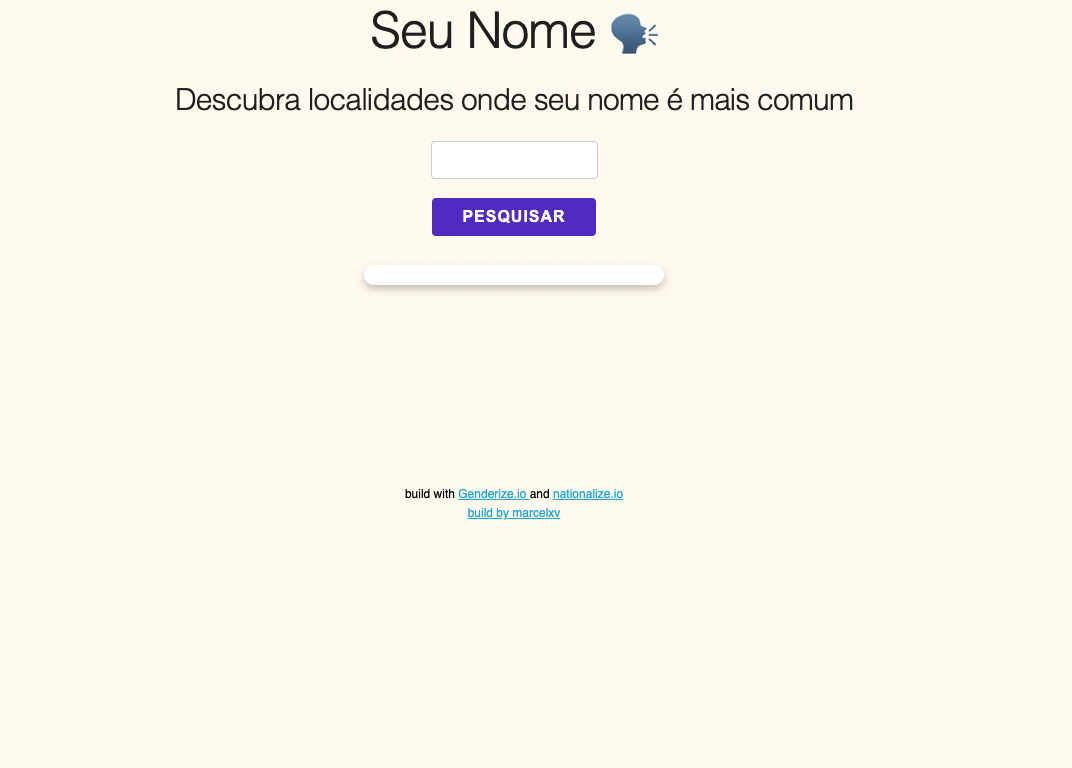 Seu Nome 🗣️
Descubra localidades onde seu nome é mais comum
PESQUISAR
build with Genderize.io and nationalize.io
build by marcelxv